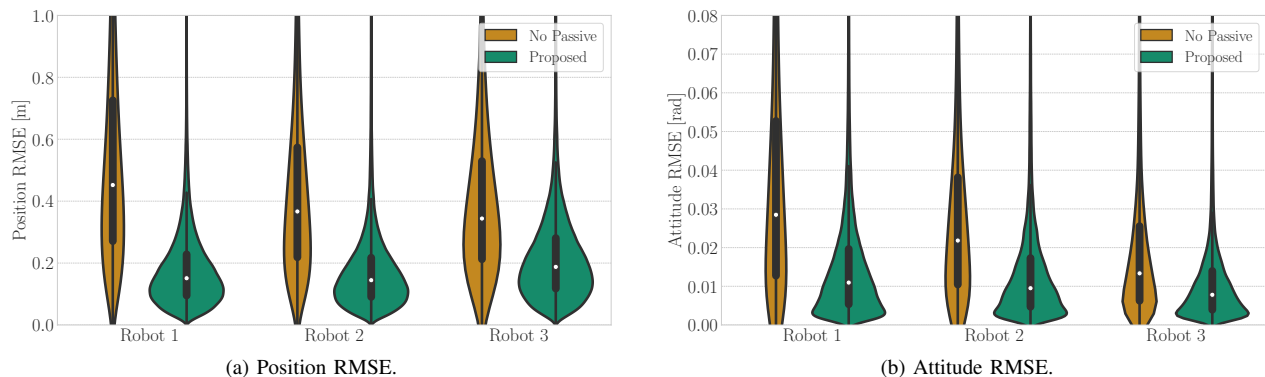 Position RMSE [m]
1.0
0.8
0.6
0.4
0.2
0.0
No Passive
Proposed
Robot 1 Robot 2 Robot 3
(a) Position RMSE.
Attitude RMSE [rad]
0.08
0.07
0.06
0.05
0.04
0.03
0.02
0.01
0.00
No Passive
Proposed
Robot 1 Robot 2 Robot 3
(b) Attitude RMSE.